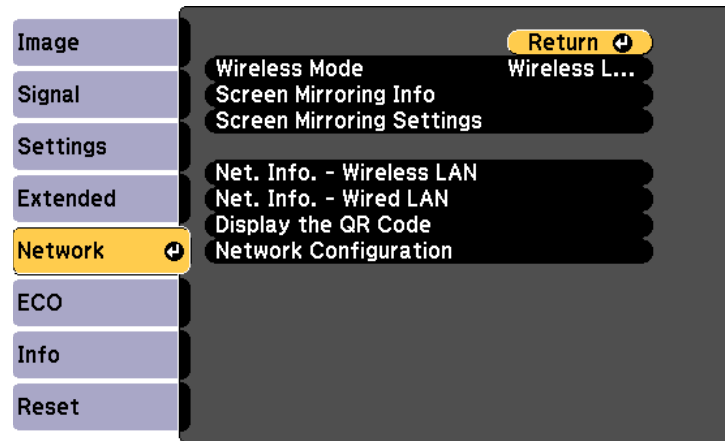 Image
Signal
Settings
Extended
Network
ECO
Info
Reset
Return
Wireless Mode Wireless L...
Screen Mirroring Info
Screen Mirroring Settings
Net. Info. - Wireless LAN
Net. Info. - Wired LAN
Display the QR Code
Network Configuration